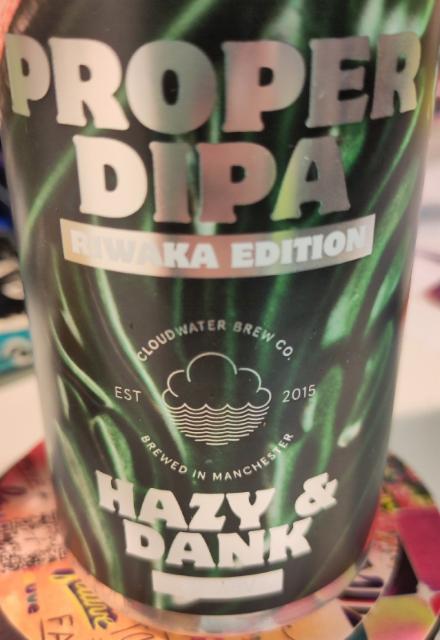 PROPER
DIPA
RIWAKA EDITION
CLOUDWATER BREW CO.
EST 2015
BREWED IN MANCHESTER
HAZY &
DANK